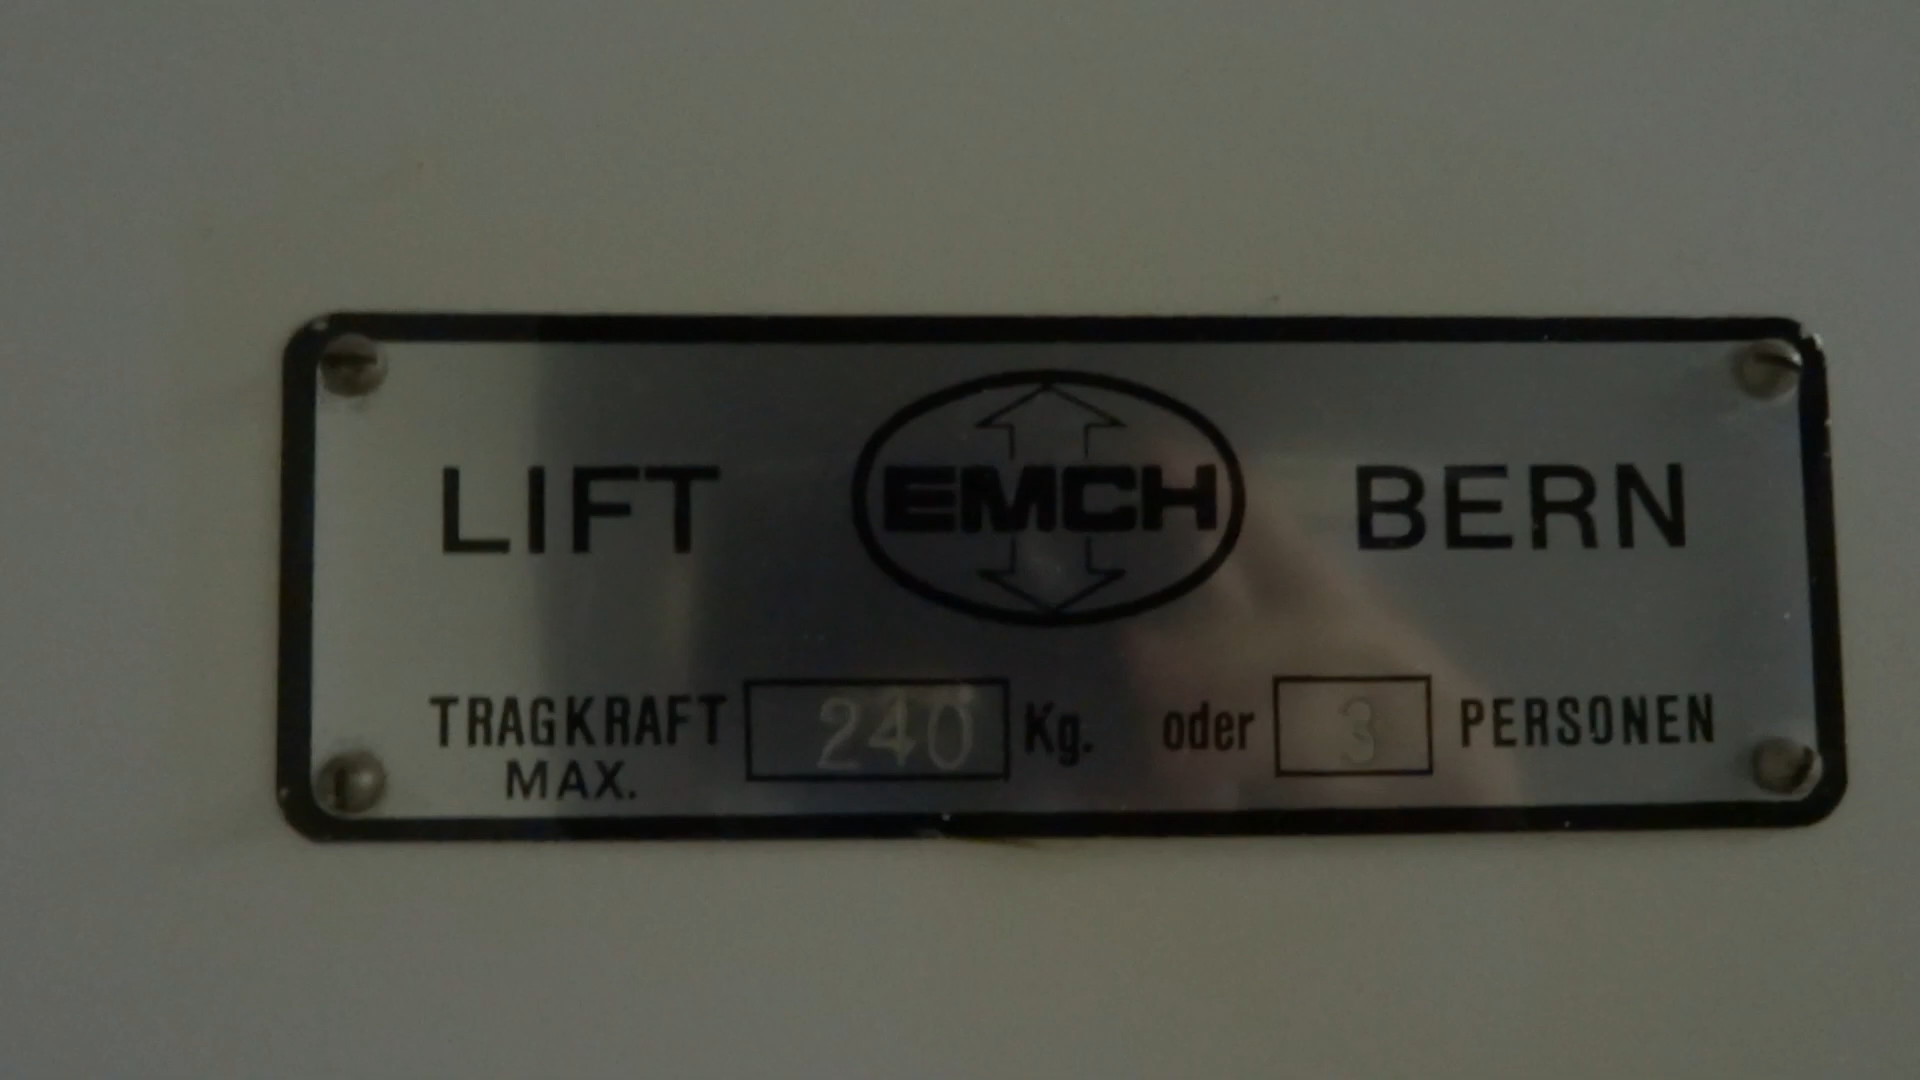 LIFT EMCH BERN
TRAGKRAFT 240 Kg. oder 3 PERSONEN
MAX.